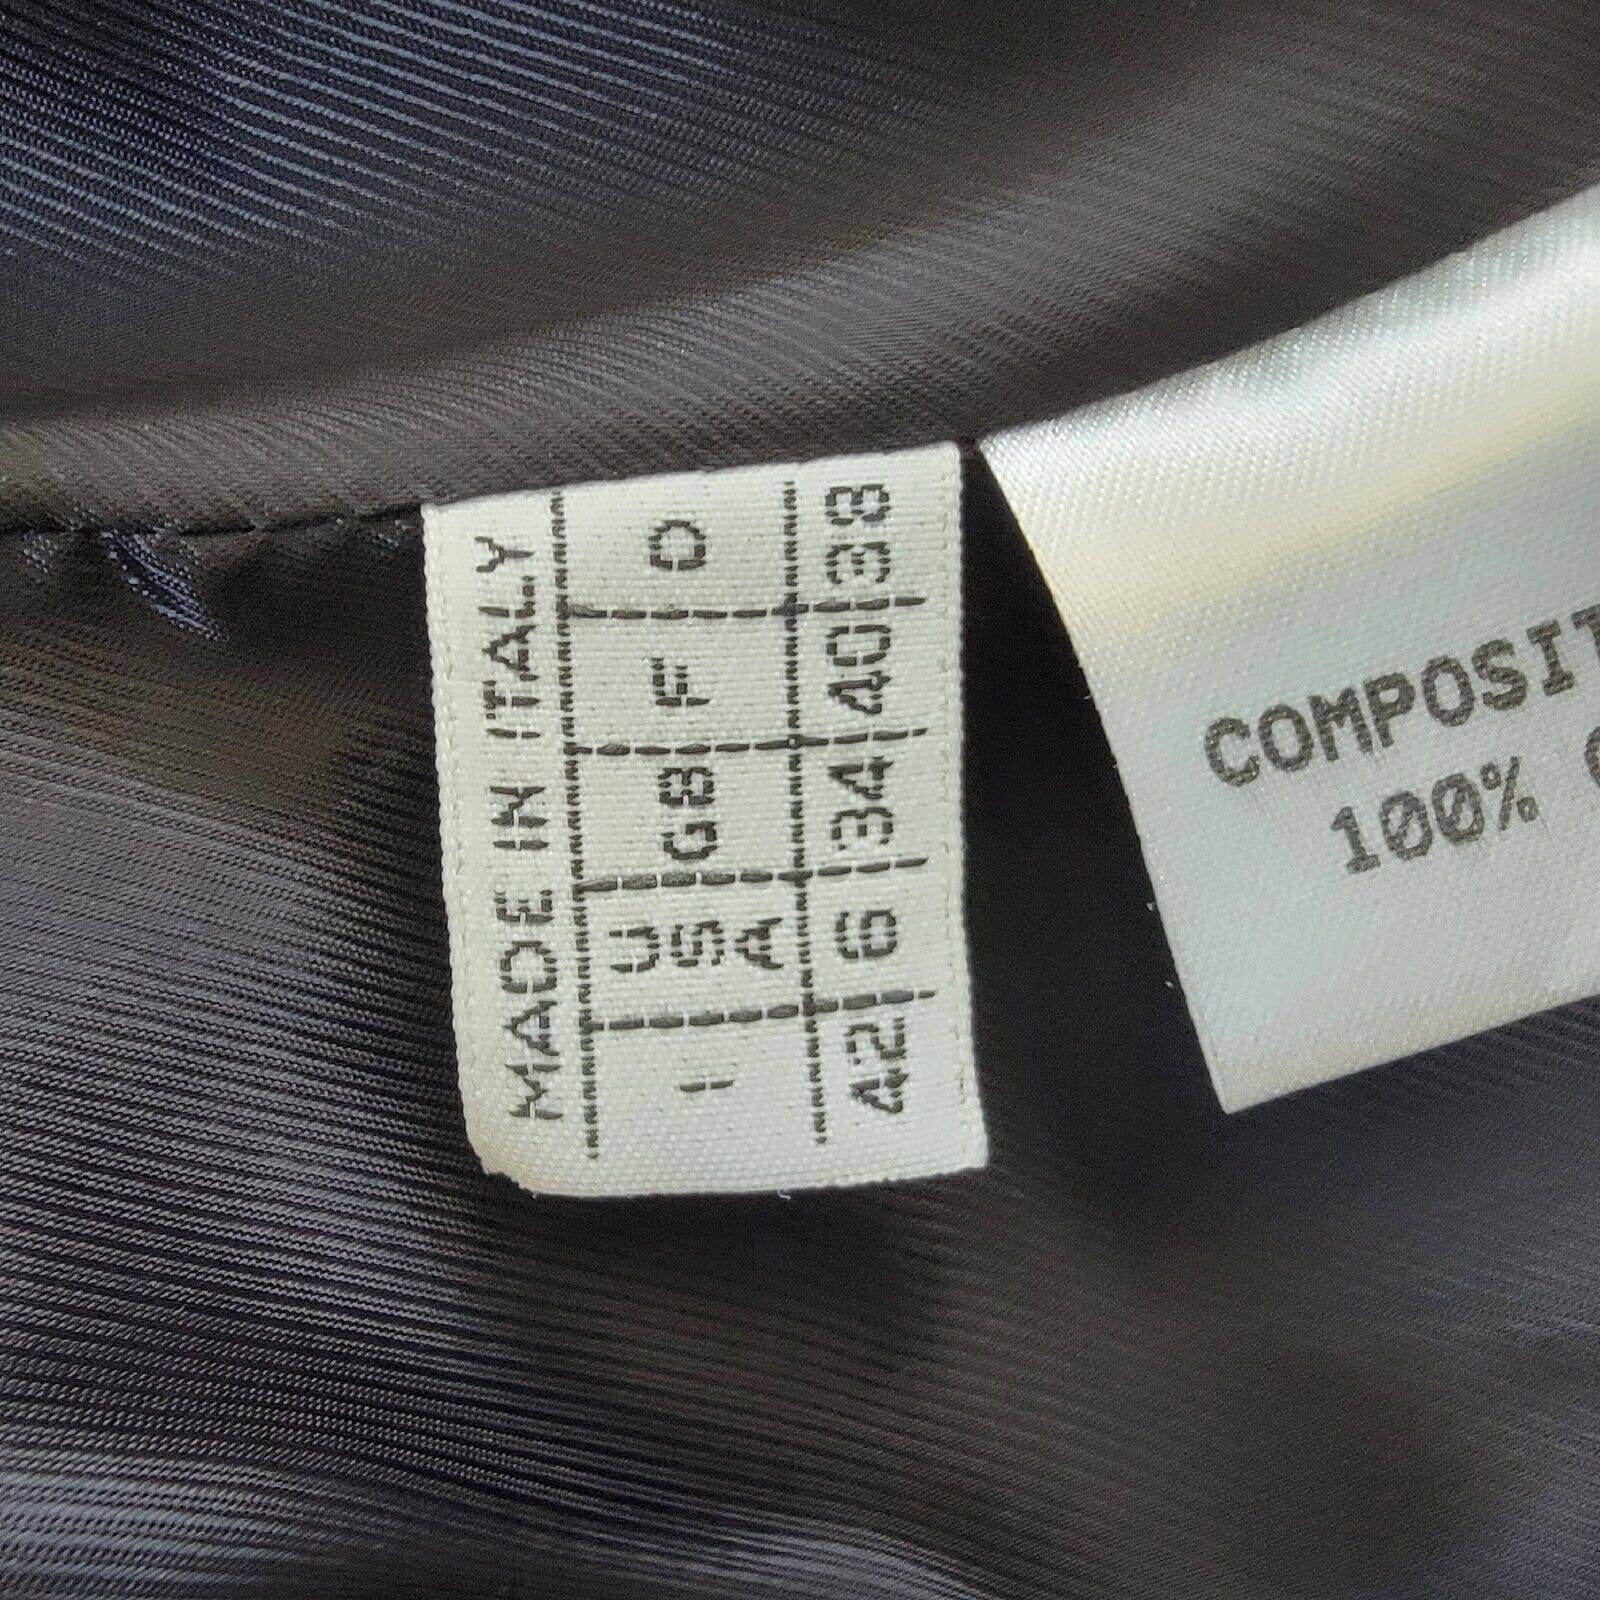 MADE IN ITALY
I USA GB F D
42 6 34 40 38
COMPOSIT
100%